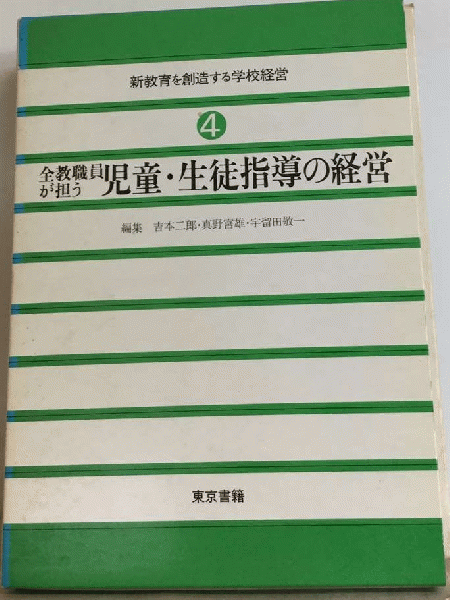 新教育を創造する学校経営
4
全教職員が担う 児童・生徒指導の経営
編集 吉本二郎・真野宮雄・宇留田敬一
東京書籍